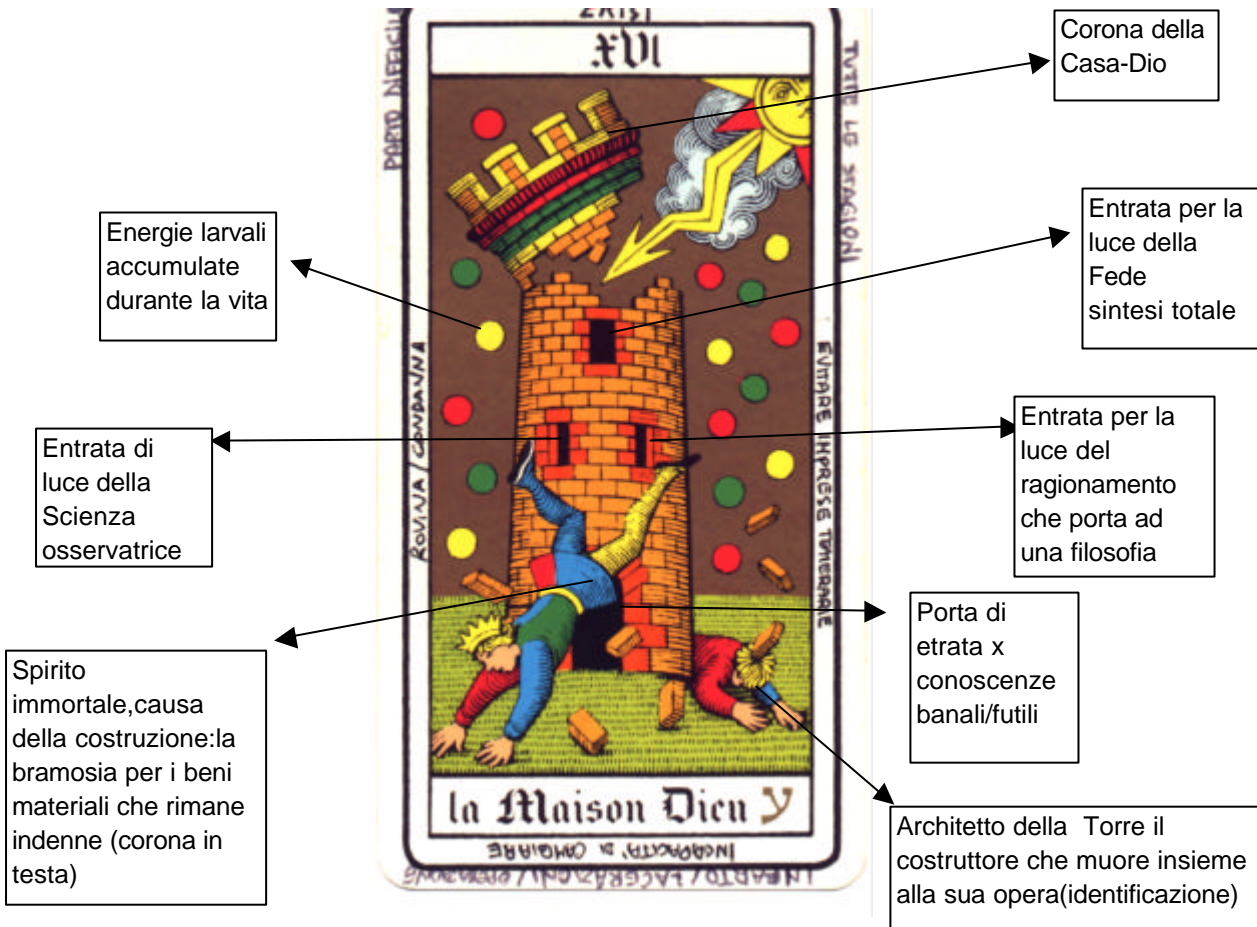 XVI
PARTO DIFFICILE
TUTTE LE STAGIONI
Corona della
Casa-Dio
Energie larvali
accumulate
durante la vita
Entrata per la
luce della
Fede
sintesi totale
ROVINA/CONDANNA
EVITARE IMPRESE TEMERARIE
Entrata di
luce della
Scienza
osservatrice
Entrata per la
luce del
ragionamento
che porta ad
una filosofia
Porta di
etrata x
conoscenze
banali/futili
Spirito
immortale,causa
della costruzione:la
bramosia per i beni
materiali che rimane
indenne (corona in
testa)
la Maison Dieu ע
INCAPACITA' DI CAMBIARE
Architetto della Torre il
costruttore che muore insieme
alla sua opera(identificazione)